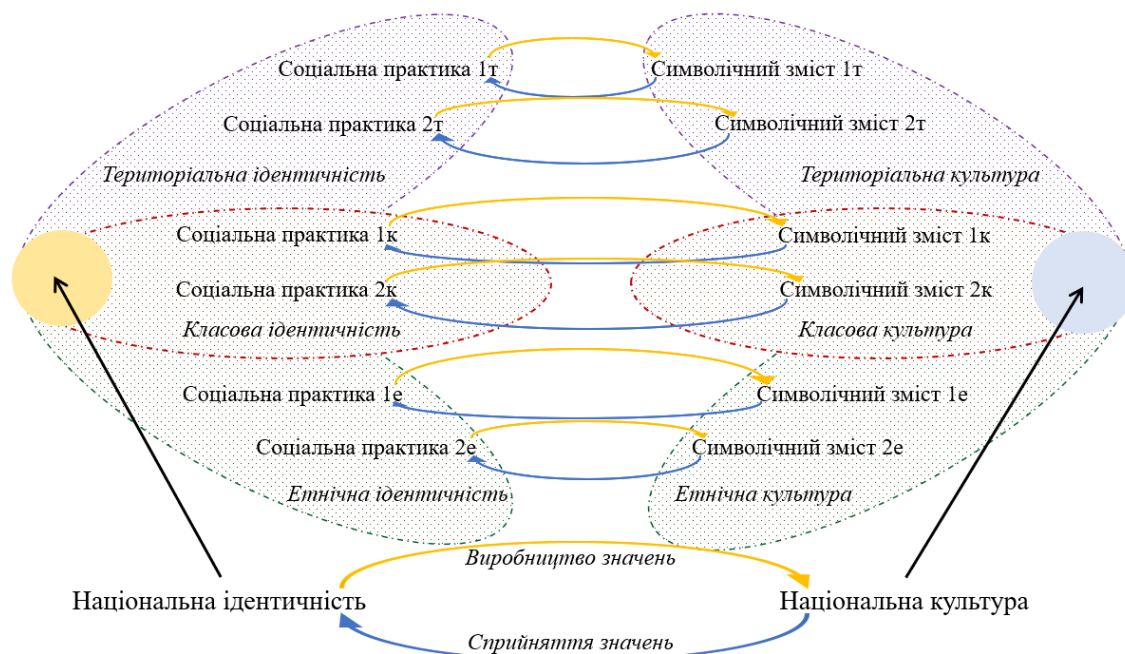 Соціальна практика 1т
Символічний зміст 1т
Соціальна практика 2т
Символічний зміст 2т
Територіальна ідентичність
Територіальна культура
Соціальна практика 1к
Символічний зміст 1к
Соціальна практика 2к
Символічний зміст 2к
Класова ідентичність
Класова культура
Соціальна практика 1е
Символічний зміст 1е
Соціальна практика 2е
Символічний зміст 2е
Етнічна ідентичність
Етнічна культура
Виробництво значень
Національна ідентичність
Національна культура
Сприйняття значень